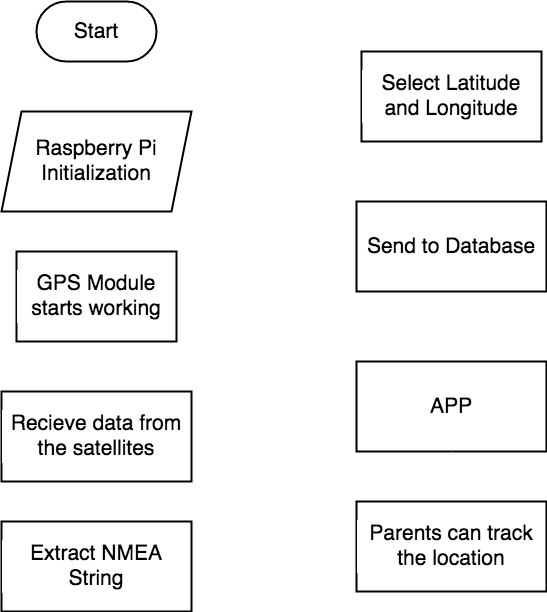 Start
Raspberry Pi
Initialization
GPS Module
starts working
Recieve data from
the satellites
Extract NMEA
String
Select Latitude
and Longitude
Send to Database
APP
Parents can track
the location